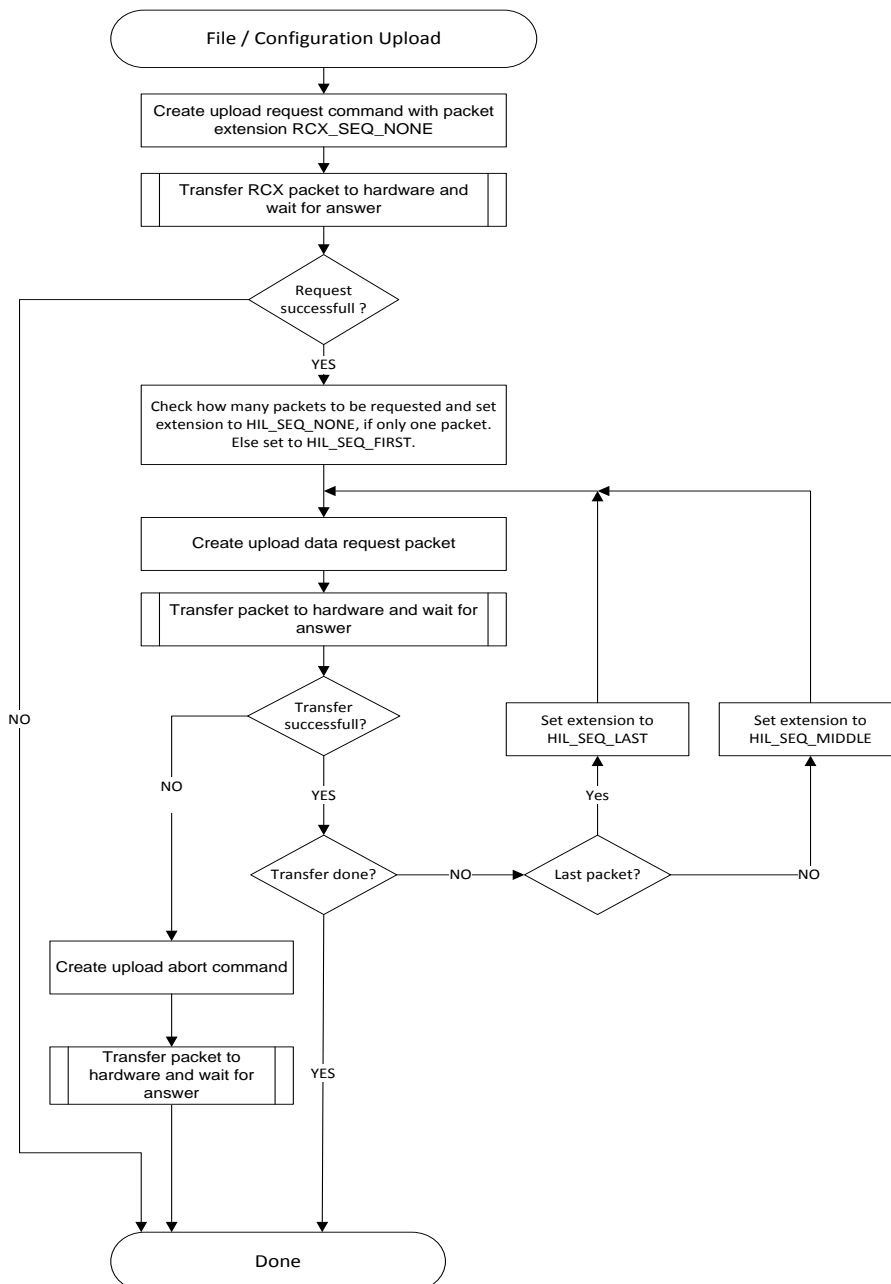 File / Configuration Upload
Create upload request command with packet
extension RCX_SEQ_NONE
Transfer RCX packet to hardware and
wait for answer
Request
successfull ?
YES
Check how many packets to be requested and set
extension to HIL_SEQ_NONE, if only one packet.
Else set to HIL_SEQ_FIRST.
Create upload data request packet
Transfer packet to hardware and wait for
answer
Transfer
successfull?
NO
Set extension to
HIL_SEQ_LAST
Set extension to
HIL_SEQ_MIDDLE
NO
YES
Yes
Transfer done?
NO
Last packet?
NO
Create upload abort command
Transfer packet to
hardware and wait for
answer
YES
Done